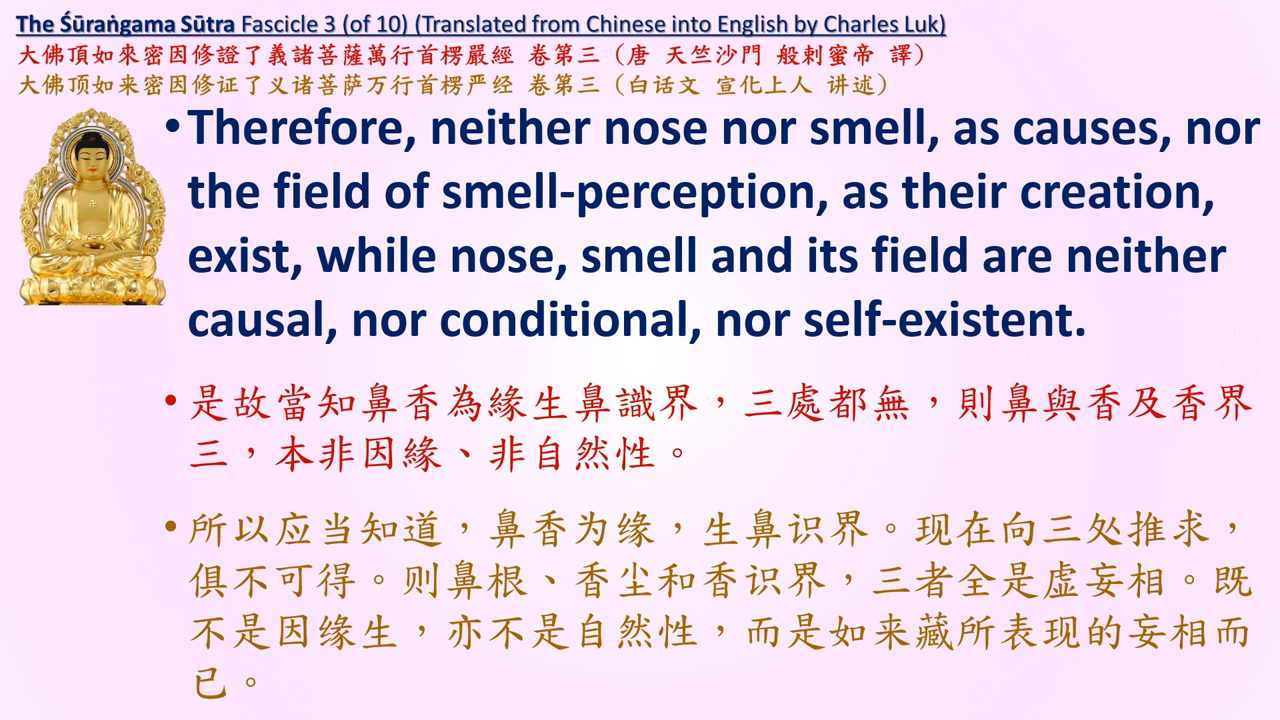 The Śūraṅgama Sūtra Fascicle 3 (of 10) (Translated from Chinese into English by Charles Luk)
大佛頂如來密因修證了義諸菩薩萬行首楞嚴經 卷第三（唐 天竺沙門 般剌蜜帝 譯）
大佛顶如来密因修证了义诸菩萨万行首楞严经 卷第三（白话文 宣化上人 讲述）
•Therefore, neither nose nor smell, as causes, nor
the field of smell-perception, as their creation,
exist, while nose, smell and its field are neither
causal, nor conditional, nor self-existent.
•是故當知鼻香為緣生鼻識界，三處都無，則鼻與香及香界
三，本非因緣、非自然性。
•所以应当知道，鼻香为缘，生鼻识界。现在向三处推求，
俱不可得。则鼻根、香尘和香识界，三者全是虚妄相。既
不是因缘生，亦不是自然性，而是如来藏所表现的妄相而
已。